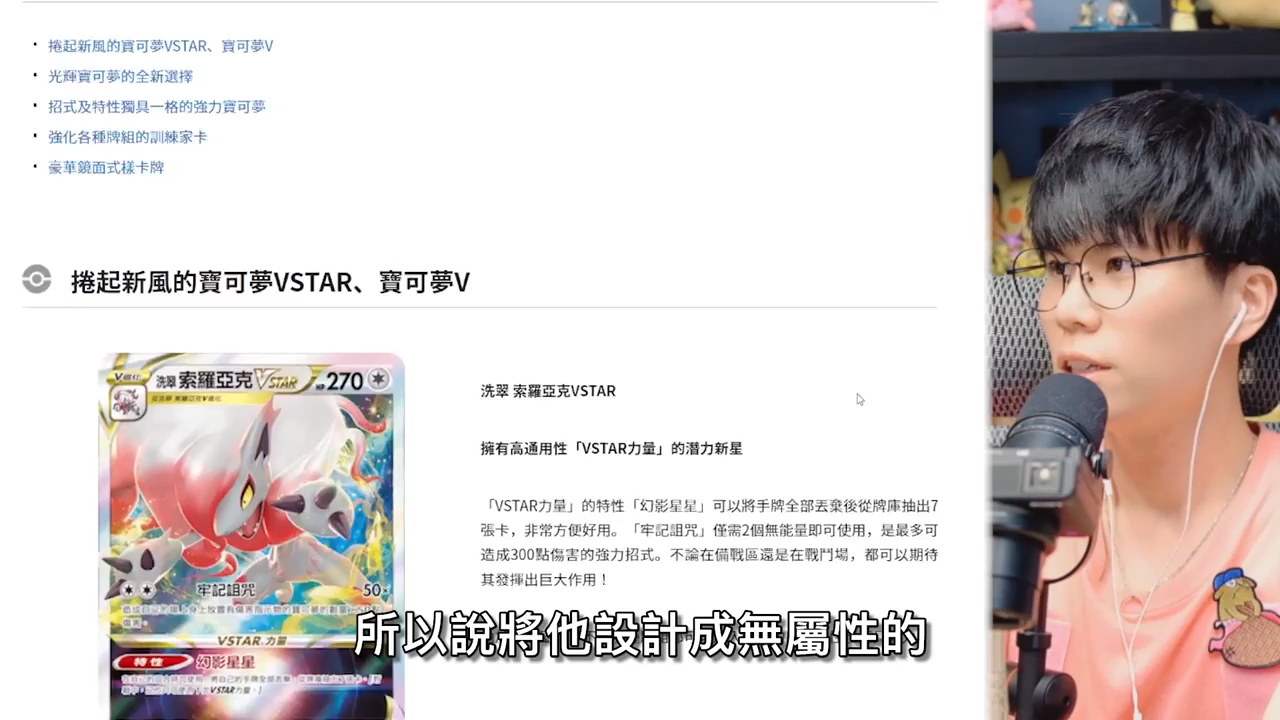 捲起新風的寶可夢VSTAR、寶可夢V
光輝寶可夢的全新選擇
招式及特性獨具一格的強力寶可夢
強化各種牌組的訓練家卡
豪華鏡面式樣卡牌
捲起新風的寶可夢VSTAR、寶可夢V
V進化 洗翠 索羅亞克VSTAR HP 270
洗翠 索羅亞克VSTAR
擁有高通用性「VSTAR力量」的潛力新星
「VSTAR力量」的特性「幻影星星」可以將手牌全部丟棄後從牌庫抽出7
張卡，非常方便好用。「牢記詛咒」僅需2個無能量即可使用，是最多可
造成300點傷害的強力招式。不論在備戰區還是在戰鬥場，都可以期待
其發揮出巨大作用！
牢記詛咒 50×
VSTAR力量
特性 幻影星星
所以說將他設計成無屬性的